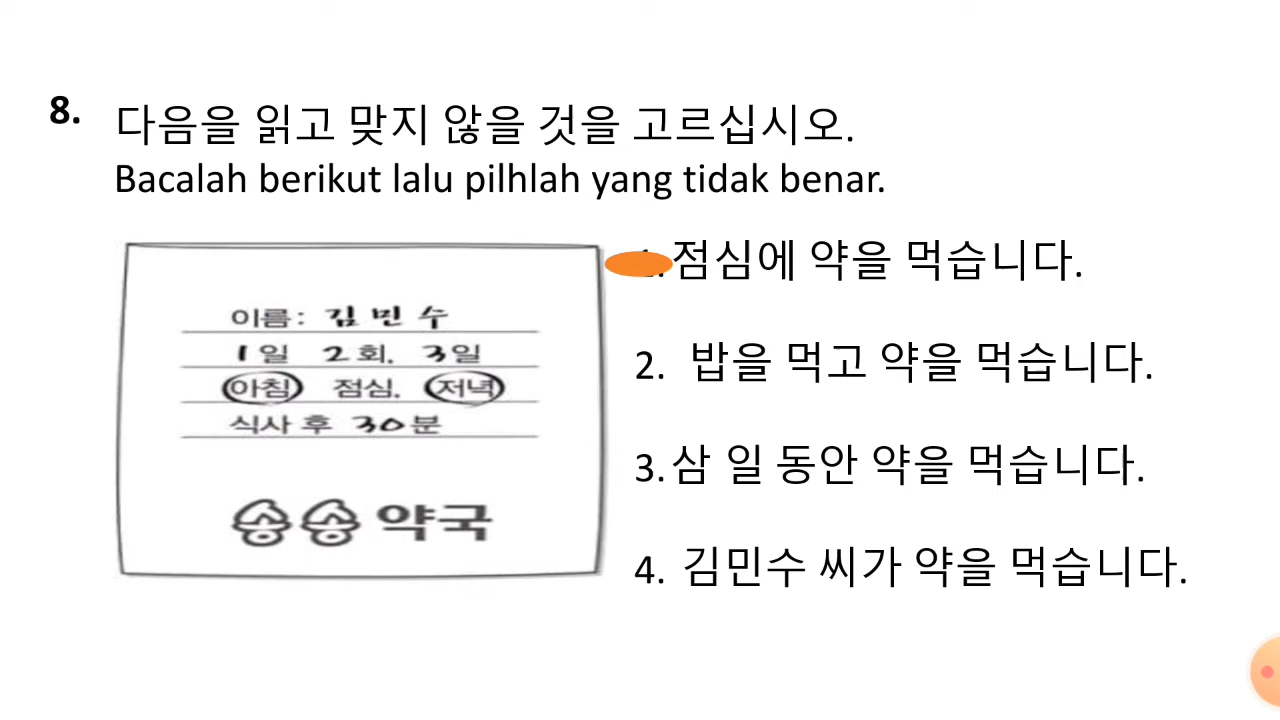 8. 다음을 읽고 맞지 않을 것을 고르십시오.
Bacalah berikut lalu pilhlah yang tidak benar.
이름: 김민수
1일 2회, 3일
아침 점심, 저녁
식사 후 30분
송송 약국
1. 점심에 약을 먹습니다.
2. 밥을 먹고 약을 먹습니다.
3. 삼 일 동안 약을 먹습니다.
4. 김민수 씨가 약을 먹습니다.